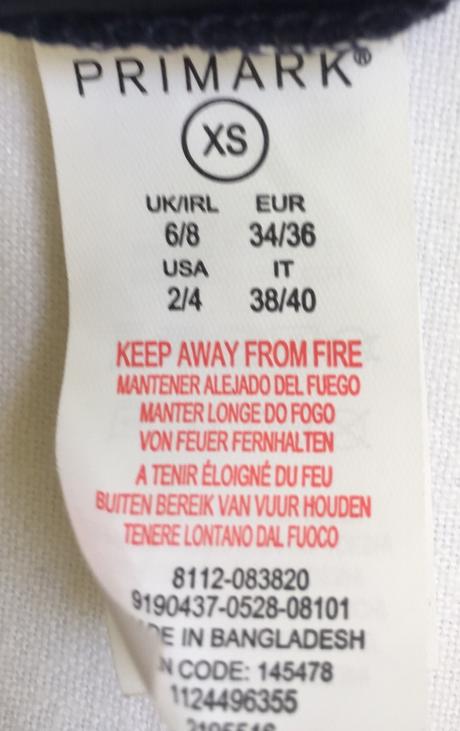 PRIMARK®
XS
UK/IRL EUR
6/8 34/36
USA IT
2/4 38/40
KEEP AWAY FROM FIRE
MANTENER ALEJADO DEL FUEGO
MANTER LONGE DO FOGO
VON FEUER FERNHALTEN
A TENIR ÉLOIGNÉ DU FEU
BUITEN BEREIK VAN VUUR HOUDEN
TENERE LONTANO DAL FUOCO
8112-083820
9190437-0528-08101
DE IN BANGLADESH
N CODE: 145478
1124496355